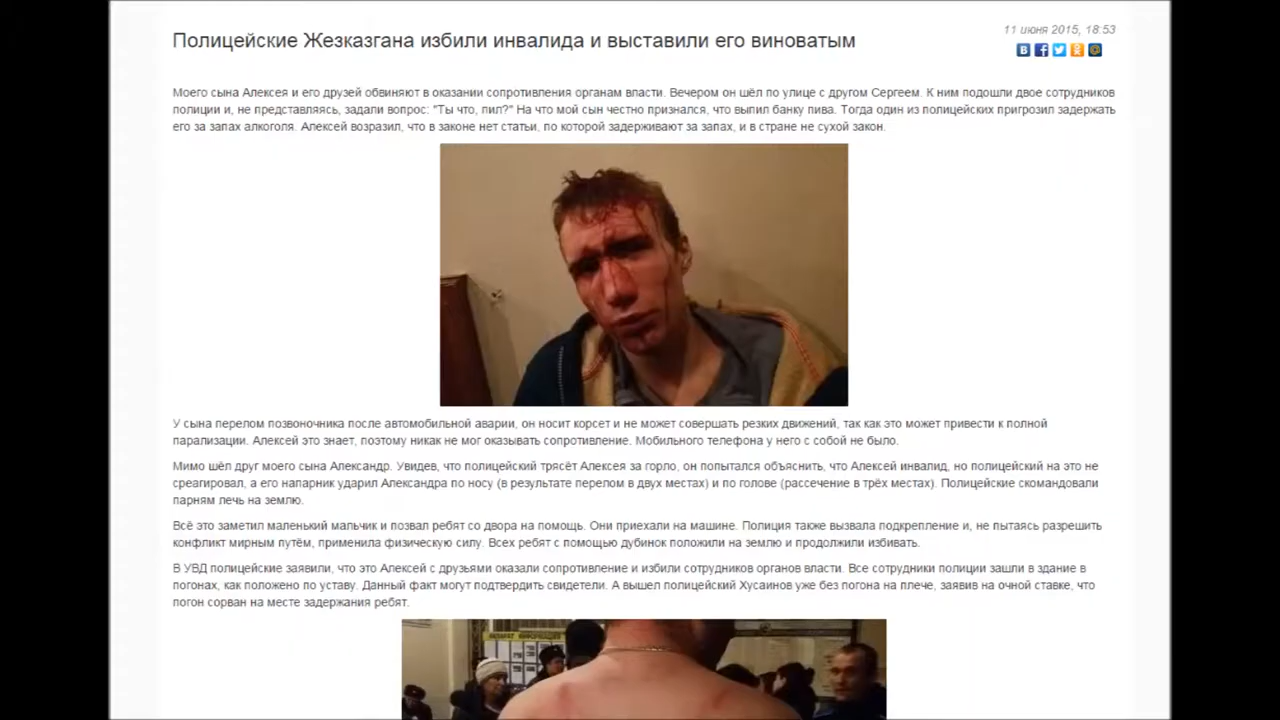 Полицейские Жезказгана избили инвалида и выставили его виноватым
11 июня 2015, 18:53
Моего сына Алексея и его друзей обвиняют в оказании сопротивления органам власти. Вечером он шёл по улице с другом Сергеем. К ним подошли двое сотрудников
полиции и, не представляясь, задали вопрос: "Ты что, пил?" На что мой сын честно признался, что выпил банку пива. Тогда один из полицейских пригрозил задержать
его за запах алкоголя. Алексей возразил, что в законе нет статьи, по которой задерживают за запах, и в стране не сухой закон.
У сына перелом позвоночника после автомобильной аварии, он носит корсет и не может совершать резких движений, так как это может привести к полной
парализации. Алексей это знает, поэтому никак не мог оказывать сопротивление. Мобильного телефона у него с собой не было.
Мимо шёл друг моего сына Александр. Увидев, что полицейский трясёт Алексея за горло, он попытался объяснить, что Алексей инвалид, но полицейский на это не
среагировал, а его напарник ударил Александра по носу (в результате перелом в двух местах) и по голове (рассечение в трёх местах). Полицейские скомандовали
парням лечь на землю.
Всё это заметил маленький мальчик и позвал ребят со двора на помощь. Они приехали на машине. Полиция также вызвала подкрепление и, не пытаясь разрешить
конфликт мирным путём, применила физическую силу. Всех ребят с помощью дубинок положили на землю и продолжили избивать.
В УВД полицейские заявили, что это Алексей с друзьями оказали сопротивление и избили сотрудников органов власти. Все сотрудники полиции зашли в здание в
погонах, как положено по уставу. Данный факт могут подтвердить свидетели. А вышел полицейский Хусаинов уже без погона на плече, заявив на очной ставке, что
погон сорван на месте задержания ребят.